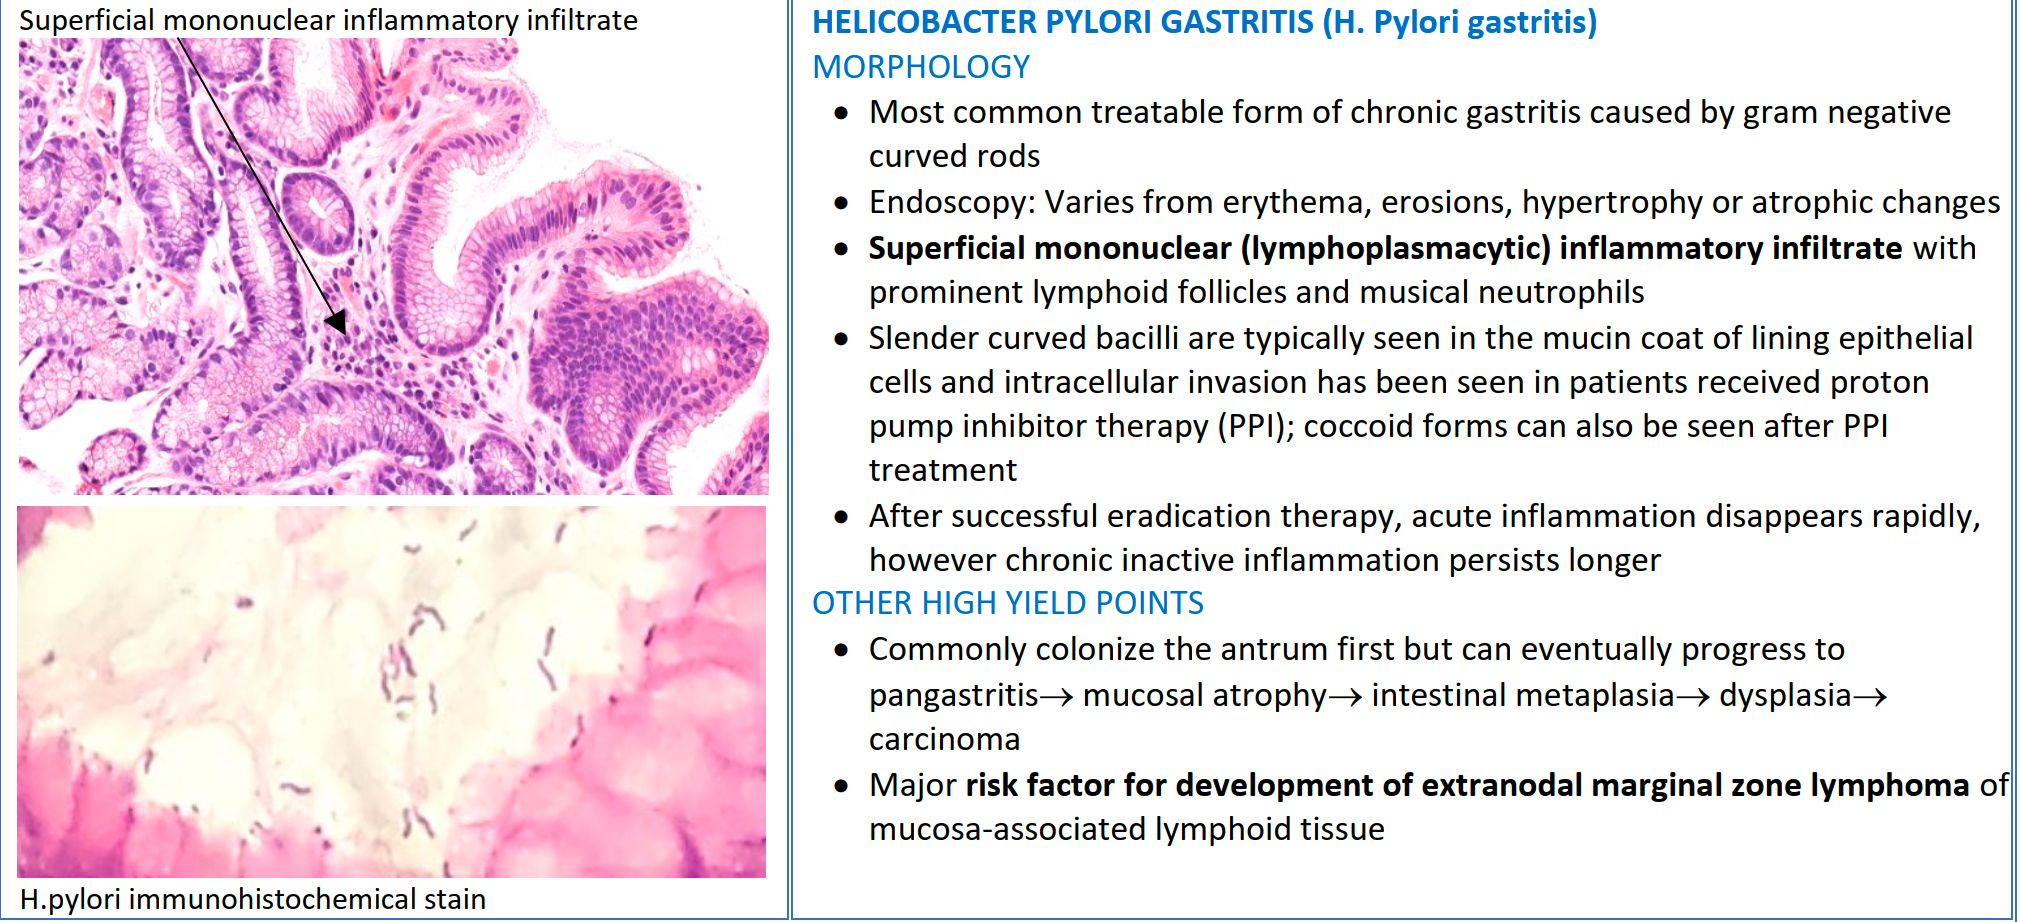 Superficial mononuclear inflammatory infiltrate
H.pylori immunohistochemical stain
HELICOBACTER PYLORI GASTRITIS (H. Pylori gastritis)
MORPHOLOGY
• Most common treatable form of chronic gastritis caused by gram negative
curved rods
• Endoscopy: Varies from erythema, erosions, hypertrophy or atrophic changes
• Superficial mononuclear (lymphoplasmacytic) inflammatory infiltrate with
prominent lymphoid follicles and musical neutrophils
• Slender curved bacilli are typically seen in the mucin coat of lining epithelial
cells and intracellular invasion has been seen in patients received proton
pump inhibitor therapy (PPI); coccoid forms can also be seen after PPI
treatment
• After successful eradication therapy, acute inflammation disappears rapidly,
however chronic inactive inflammation persists longer
OTHER HIGH YIELD POINTS
• Commonly colonize the antrum first but can eventually progress to
pangastritis→ mucosal atrophy→ intestinal metaplasia→ dysplasia→
carcinoma
• Major risk factor for development of extranodal marginal zone lymphoma of
mucosa-associated lymphoid tissue